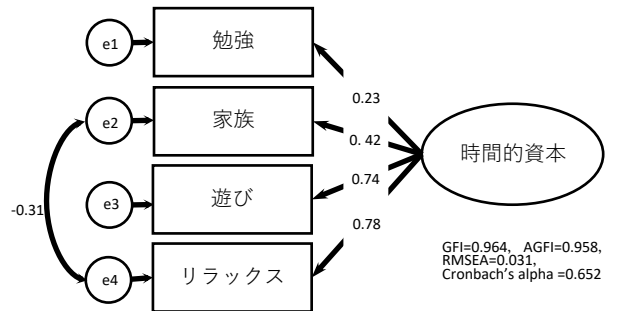 e1
勉強
0.23
e2
家族
0. 42
時間的資本
0.74
-0.31
e3
遊び
0.78
e4
リラックス
GFI=0.964,  AGFI=0.958,
RMSEA=0.031,
Cronbach's alpha =0.652